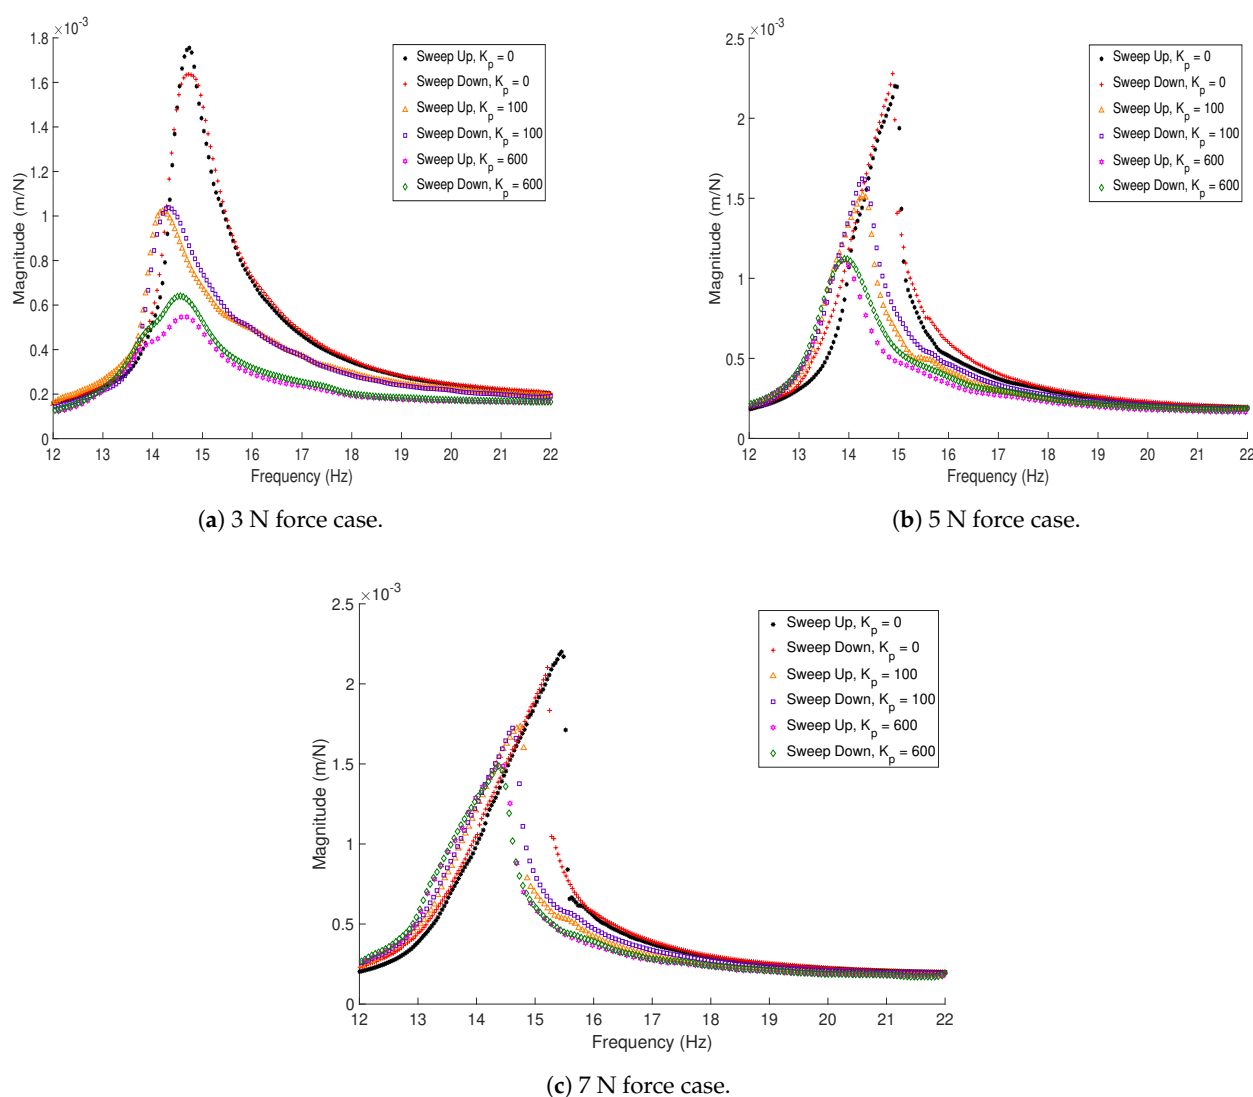 ×10-3
1.8
1.6
1.4
1.2
1
0.8
0.6
0.4
0.2
0
Magnitude (m/N)
12 13 14 15 16 17 18 19 20 21 22
Frequency (Hz)
Sweep Up, Kp = 0
Sweep Down, Kp = 0
Sweep Up, Kp = 100
Sweep Down, Kp = 100
Sweep Up, Kp = 600
Sweep Down, Kp = 600
(a) 3 N force case.
×10-3
2.5
2
1.5
1
0.5
0
Magnitude (m/N)
12 13 14 15 16 17 18 19 20 21 22
Frequency (Hz)
Sweep Up, Kp = 0
Sweep Down, Kp = 0
Sweep Up, Kp = 100
Sweep Down, Kp = 100
Sweep Up, Kp = 600
Sweep Down, Kp = 600
(b) 5 N force case.
×10-3
2.5
2
1.5
1
0.5
0
Magnitude (m/N)
12 13 14 15 16 17 18 19 20 21 22
Frequency (Hz)
Sweep Up, Kp = 0
Sweep Down, Kp = 0
Sweep Up, Kp = 100
Sweep Down, Kp = 100
Sweep Up, Kp = 600
Sweep Down, Kp = 600
(c) 7 N force case.